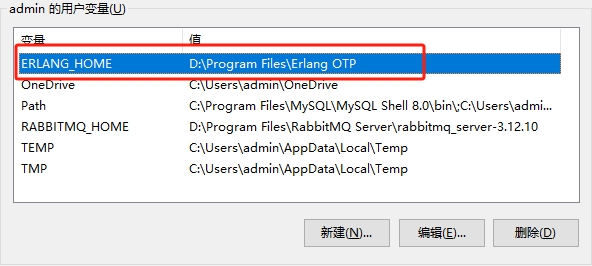 admin 的用户变量(U)
变量 值
ERLANG_HOME D:\Program Files\Erlang OTP
OneDrive C:\Users\admin\OneDrive
Path C:\Program Files\MySQL\MySQL Shell 8.0\bin\;C:\Users\admi...
RABBITMQ_HOME D:\Program Files\RabbitMQ Server\rabbitmq_server-3.12.10
TEMP C:\Users\admin\AppData\Local\Temp
TMP C:\Users\admin\AppData\Local\Temp
新建(N)... 编辑(E)... 删除(D)